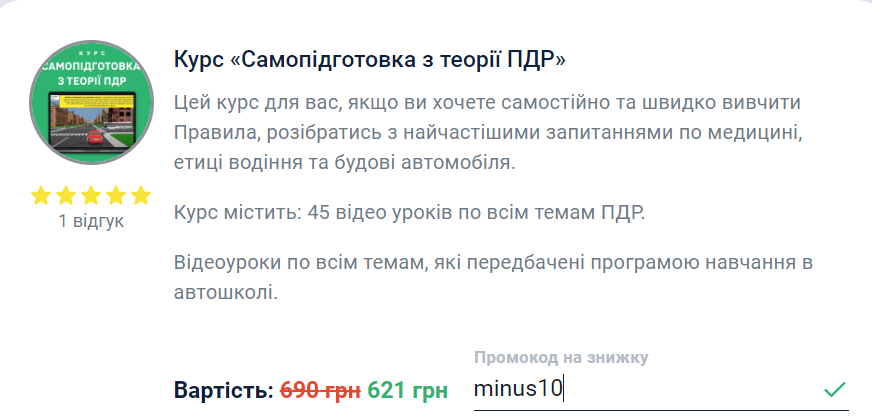 КУРС
САМОПІДГОТОВКА
З ТЕОРІЇ ПДР
1 відгук
Курс «Самопідготовка з теорії ПДР»
Цей курс для вас, якщо ви хочете самостійно та швидко вивчити
Правила, розібратись з найчастішими запитаннями по медицині,
етиці водіння та будові автомобіля.
Курс містить: 45 відео уроків по всім темам ПДР.
Відеоуроки по всім темам, які передбачені програмою навчання в
автошколі.
Вартість: 690 грн 621 грн
Промокод на знижку
minus10